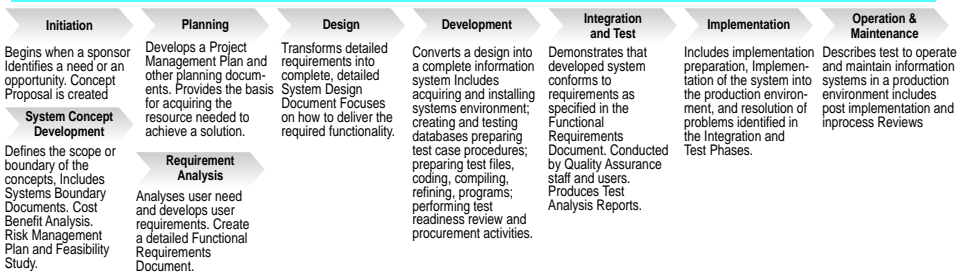 Initiation
Begins when a sponsor
Identifies a need or an
opportunity. Concept
Proposal is created
System Concept
Development
Defines the scope or
boundary of the
concepts, Includes
Systems Boundary
Documents. Cost
Benefit Analysis.
Risk Management
Plan and Feasibility
Study.
Planning
Develops a Project
Management Plan and
other planning docum-
ents. Provides the basis
for acquiring the
resource needed to
achieve a solution.
Requirement
Analysis
Analyses user need
and develops user
requirements. Create
a detailed Functional
Requirements
Document.
Design
Transforms detailed
requirements into
complete, detailed
System Design
Document Focuses
on how to deliver the
required functionality.
Development
Converts a design into
a complete information
system Includes
acquiring and installing
systems environment;
creating and testing
databases preparing
test case procedures;
preparing test files,
coding, compiling,
refining, programs;
performing test
readiness review and
procurement activities.
Integration
and Test
Demonstrates that
developed system
conforms to
requirements as
specified in the
Functional
Requirements
Document. Conducted
by Quality Assurance
staff and users.
Produces Test
Analysis Reports.
Implementation
Includes implementation
preparation, Implemen-
tation of the system into
the production environ-
ment, and resolution of
problems identified in
the Integration and
Test Phases.
Operation &
Maintenance
Describes test to operate
and maintain information
systems in a production
environment includes
post implementation and
inprocess Reviews